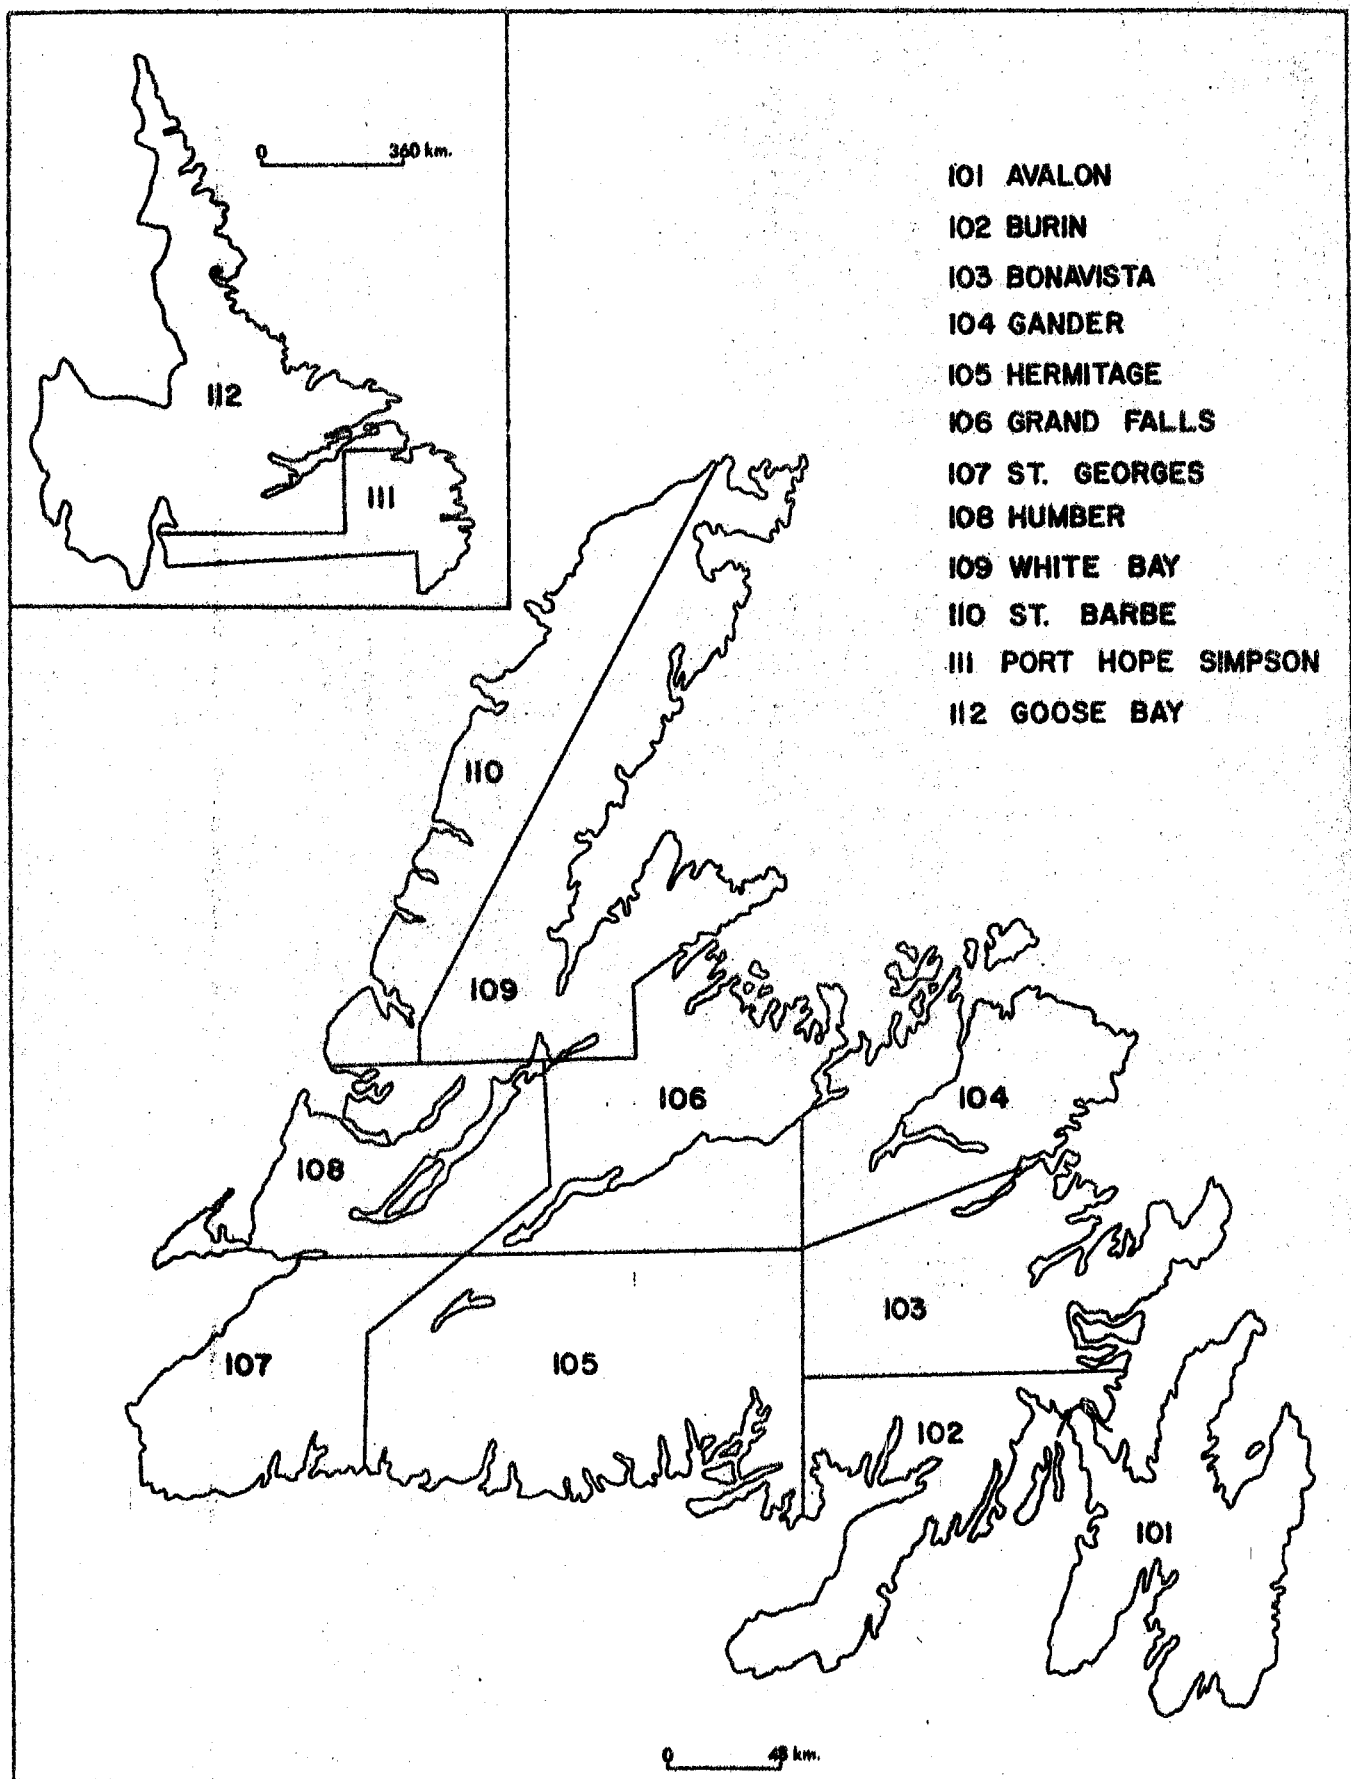 0 360 km.
101 AVALON
102 BURIN
103 BONAVISTA
104 GANDER
105 HERMITAGE
106 GRAND FALLS
107 ST. GEORGES
108 HUMBER
109 WHITE BAY
110 ST. BARBE
111 PORT HOPE SIMPSON
112 GOOSE BAY
112
111
110
109
106
104
108
103
107
105
102
101
0 48 km.